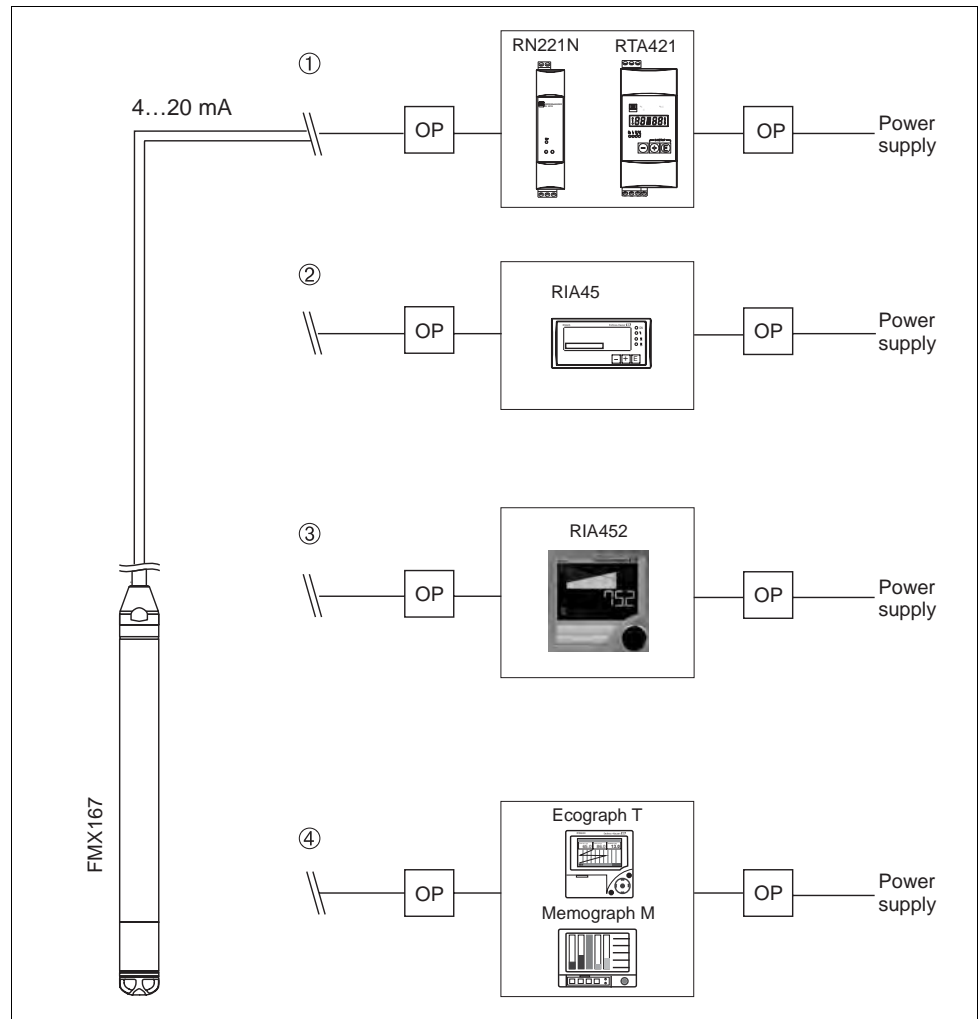 4...20 mA
①
OP
RN221N RTA421
OP
Power
supply
②
OP
RIA45
- + E
OP
Power
supply
③
OP
RIA452
752
OP
Power
supply
FMX167
④
OP
Ecograph T
Memograph M
OP
Power
supply